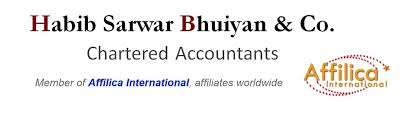 Habib Sarwar Bhuiyan & Co.
Chartered Accountants
Member of Affilica International, affiliates worldwide
Affilica
International